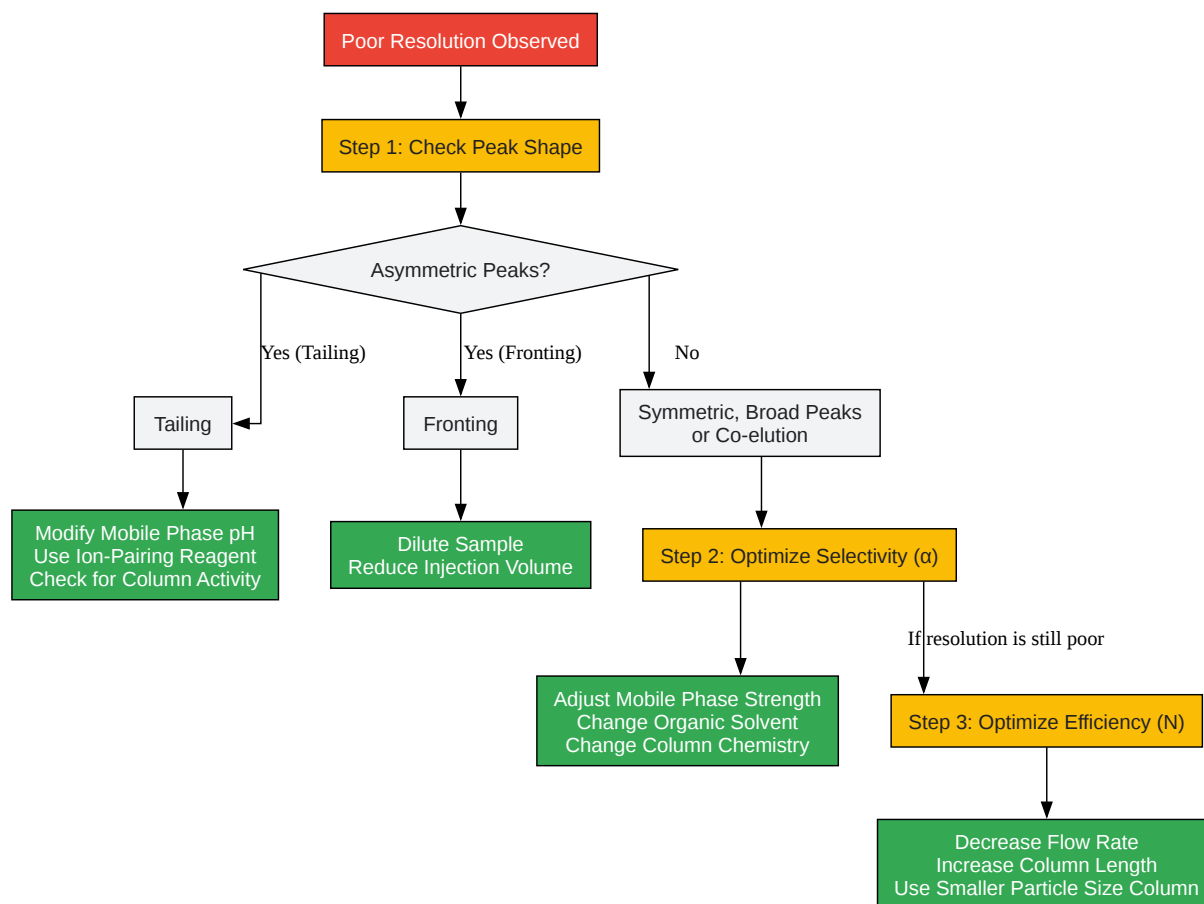 Poor Resolution Observed
Step 1: Check Peak Shape
Asymmetric Peaks?
Yes (Tailing)
Yes (Fronting)
No
Tailing
Fronting
Symmetric, Broad Peaks
or Co-elution
Modify Mobile Phase pH
Use Ion-Pairing Reagent
Check for Column Activity
Dilute Sample
Reduce Injection Volume
Step 2: Optimize Selectivity (α)
If resolution is still poor
Adjust Mobile Phase Strength
Change Organic Solvent
Change Column Chemistry
Step 3: Optimize Efficiency (N)
Decrease Flow Rate
Increase Column Length
Use Smaller Particle Size Column